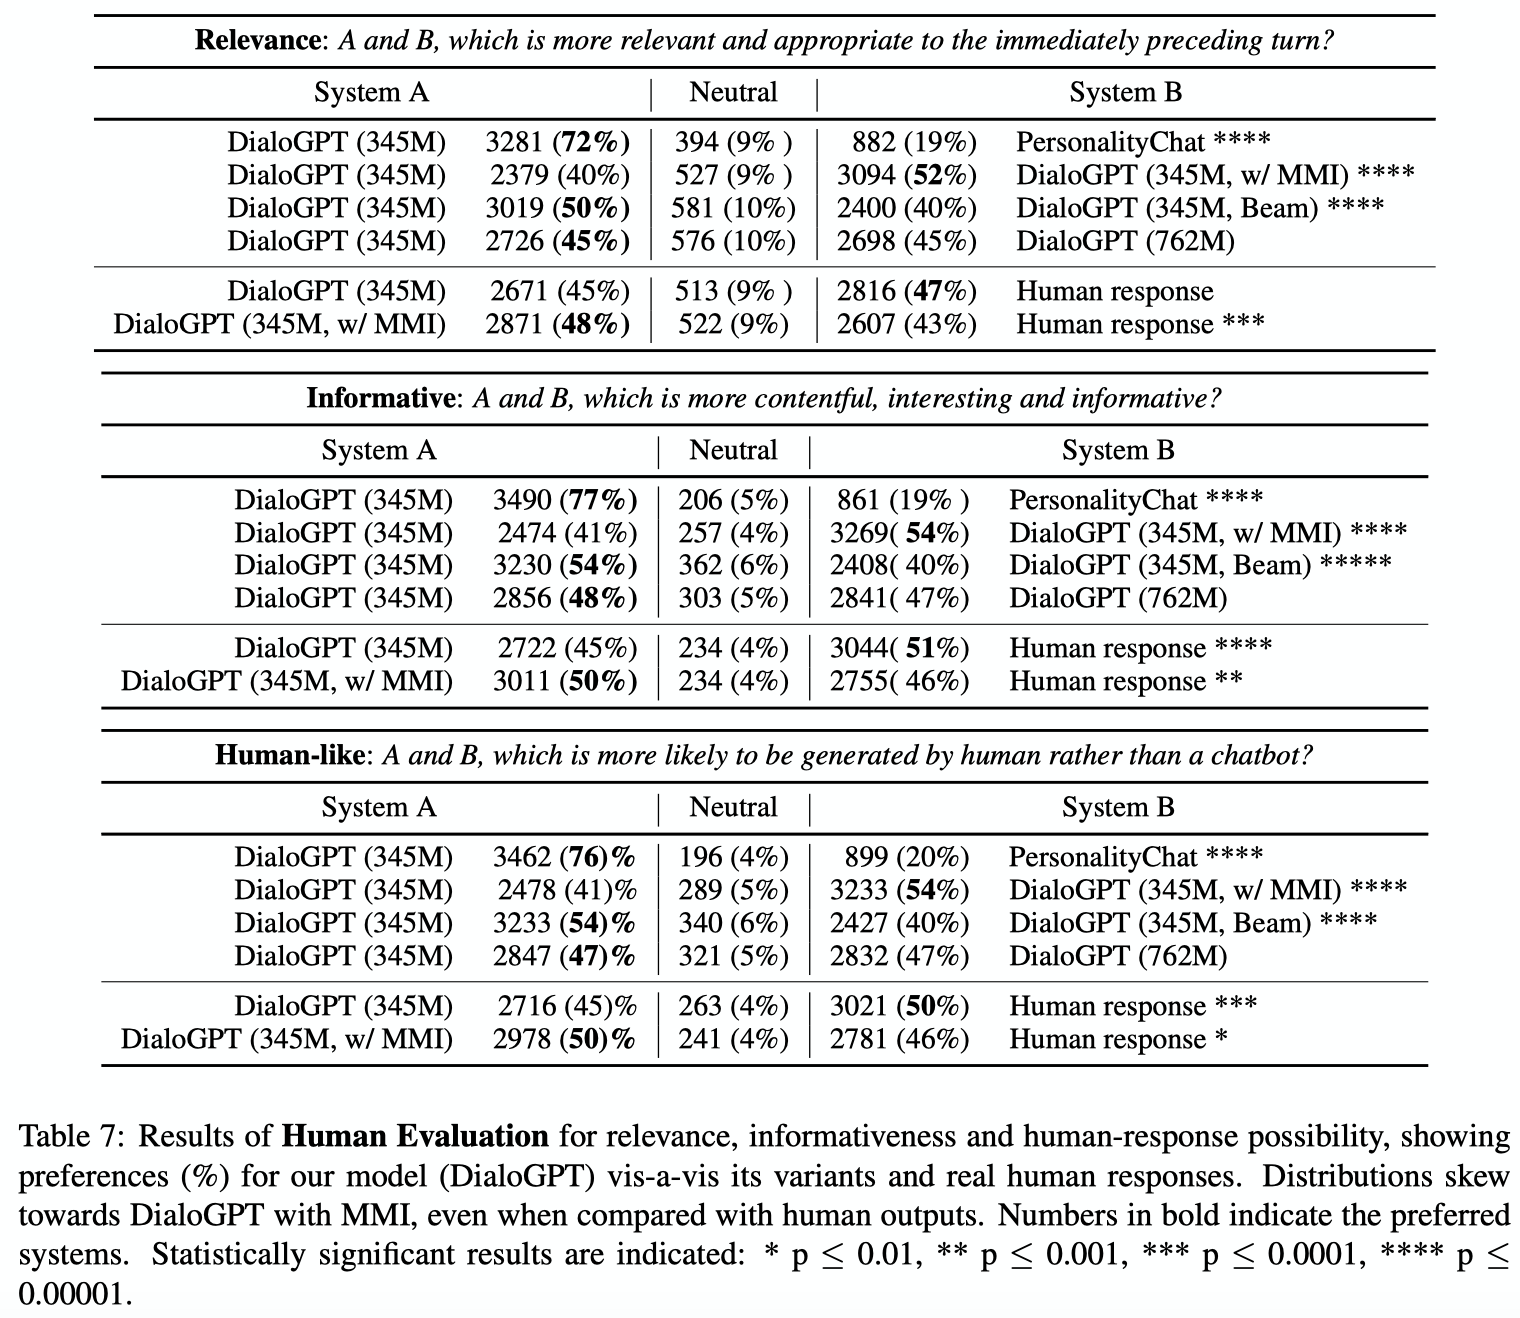 Relevance: A and B, which is more relevant and appropriate to the immediately preceding turn?
System A Neutral System B
DialoGPT (345M) 3281 (72%) 394 (9% ) 882 (19%) PersonalityChat ****
DialoGPT (345M) 2379 (40%) 527 (9% ) 3094 (52%) DialoGPT (345M, w/ MMI) ****
DialoGPT (345M) 3019 (50%) 581 (10%) 2400 (40%) DialoGPT (345M, Beam) ****
DialoGPT (345M) 2726 (45%) 576 (10%) 2698 (45%) DialoGPT (762M)
DialoGPT (345M) 2671 (45%) 513 (9% ) 2816 (47%) Human response
DialoGPT (345M, w/ MMI) 2871 (48%) 522 (9%) 2607 (43%) Human response ***
Informative: A and B, which is more contentful, interesting and informative?
System A Neutral System B
DialoGPT (345M) 3490 (77%) 206 (5%) 861 (19% ) PersonalityChat ****
DialoGPT (345M) 2474 (41%) 257 (4%) 3269( 54%) DialoGPT (345M, w/ MMI) ****
DialoGPT (345M) 3230 (54%) 362 (6%) 2408( 40%) DialoGPT (345M, Beam) *****
DialoGPT (345M) 2856 (48%) 303 (5%) 2841( 47%) DialoGPT (762M)
DialoGPT (345M) 2722 (45%) 234 (4%) 3044( 51%) Human response ****
DialoGPT (345M, w/ MMI) 3011 (50%) 234 (4%) 2755( 46%) Human response **
Human-like: A and B, which is more likely to be generated by human rather than a chatbot?
System A Neutral System B
DialoGPT (345M) 3462 (76)% 196 (4%) 899 (20%) PersonalityChat ****
DialoGPT (345M) 2478 (41)% 289 (5%) 3233 (54%) DialoGPT (345M, w/ MMI) ****
DialoGPT (345M) 3233 (54)% 340 (6%) 2427 (40%) DialoGPT (345M, Beam) ****
DialoGPT (345M) 2847 (47)% 321 (5%) 2832 (47%) DialoGPT (762M)
DialoGPT (345M) 2716 (45)% 263 (4%) 3021 (50%) Human response ***
DialoGPT (345M, w/ MMI) 2978 (50)% 241 (4%) 2781 (46%) Human response *
Table 7: Results of Human Evaluation for relevance, informativeness and human-response possibility, showing
preferences (%) for our model (DialoGPT) vis-a-vis its variants and real human responses. Distributions skew
towards DialoGPT with MMI, even when compared with human outputs. Numbers in bold indicate the preferred
systems. Statistically significant results are indicated: * p ≤ 0.01, ** p ≤ 0.001, *** p ≤ 0.0001, **** p ≤
0.00001.